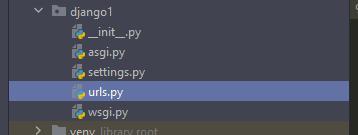 django1
__init__.py
asgi.py
settings.py
urls.py
wsgi.py
venv library root